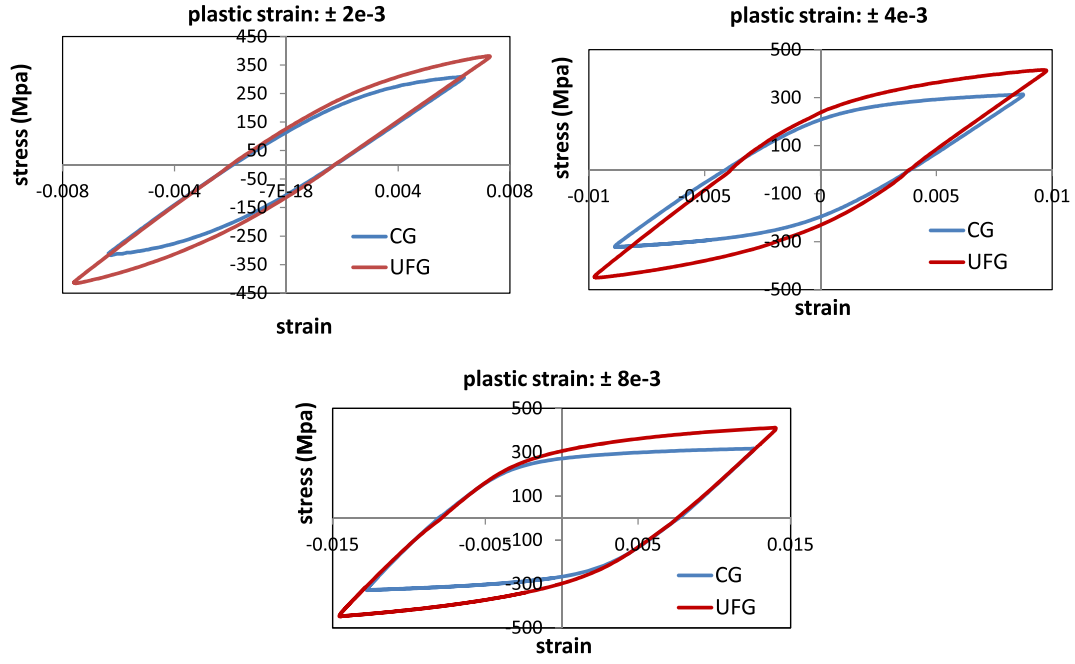 plastic strain: ± 2e-3
450
350
250
150
50
-50
-150
-250
-350
-450
-0.008
-0.004
-7E-18
0.004
0.008
stress (Mpa)
CG
UFG
strain
plastic strain: ± 4e-3
500
300
100
-100
-300
-500
-0.01
-0.005
0
0.005
0.01
stress (Mpa)
CG
UFG
strain
plastic strain: ± 8e-3
500
300
100
-100
-300
-500
-0.015
-0.005
0.005
0.015
stress (Mpa)
CG
UFG
strain